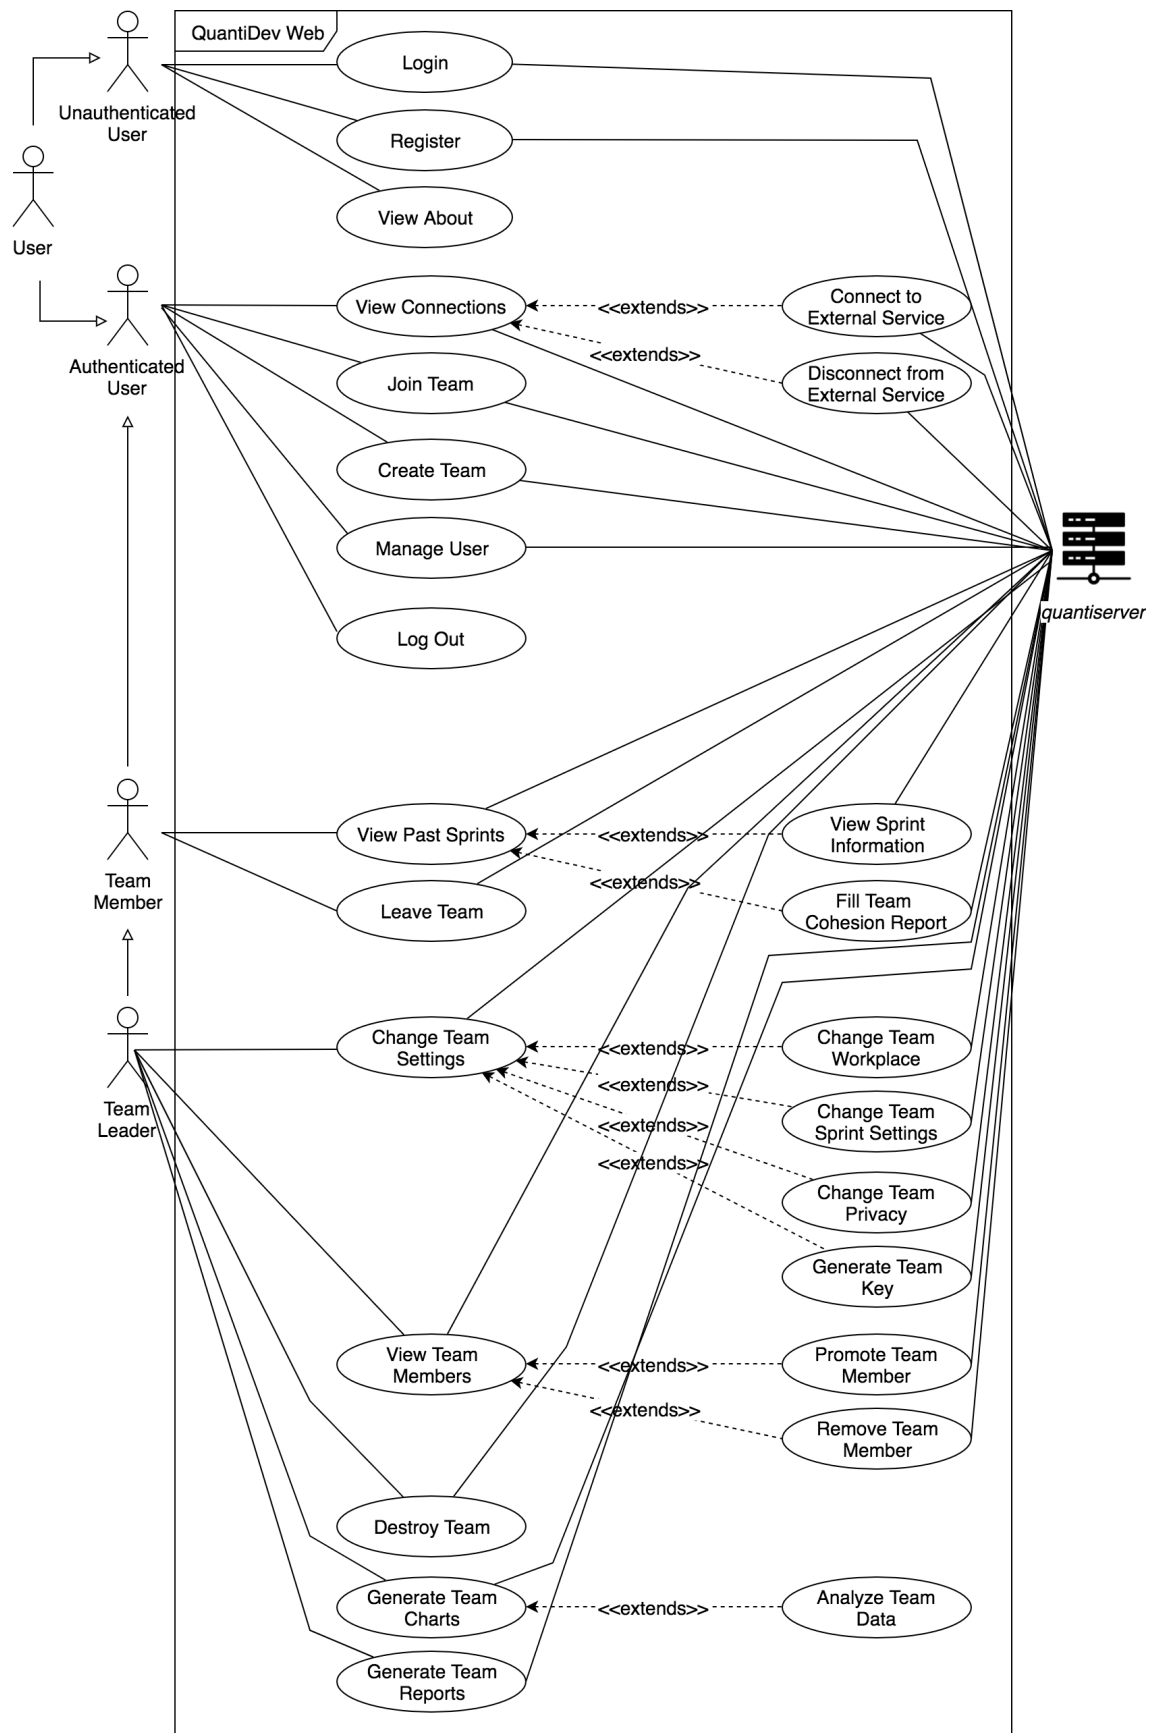 QuantiDev Web
Login
Unauthenticated
User
Register
User
View About
Authenticated
User
View Connections
<<extends>>
Connect to
External Service
<<extends>>
Join Team
Disconnect from
External Service
Create Team
Manage User
quantiserver
Log Out
Team
Member
View Past Sprints
<<extends>>
View Sprint
Information
<<extends>>
Leave Team
Fill Team
Cohesion Report
Team
Leader
Change Team
Settings
<<extends>>
Change Team
Workplace
<<extends>>
Change Team
Sprint Settings
<<extends>>
<<extends>>
Change Team
Privacy
Generate Team
Key
View Team
Members
<<extends>>
Promote Team
Member
<<extends>>
Remove Team
Member
Destroy Team
Generate Team
Charts
<<extends>>
Analyze Team
Data
Generate Team
Reports